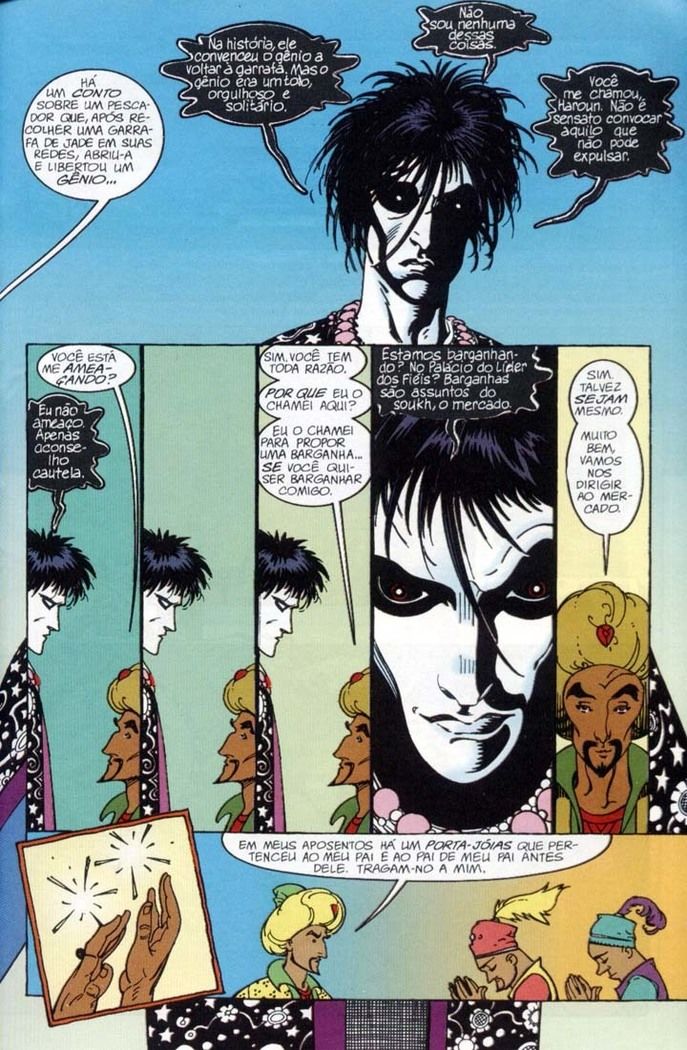 HÁ
UM CONTO
SOBRE UM PESCA-
DOR QUE, APÓS RE-
COLHER UMA GARRA-
FA DE JADE EM SUAS
REDES, ABRIU-A
E LIBERTOU UM
GÊNIO...
Na história, ele
convenceu o gênio a
voltar à garrafa. Mas o
gênio era um tolo,
orgulhoso e
solitário.
Não
sou nenhuma
dessas
coisas.
Você
me chamou,
Haroun. Não é
sensato convocar
aquilo que
não pode
expulsar.
VOCÊ ESTÁ
ME AMEA-
ÇANDO?
Eu não
ameaço.
Apenas
aconse-
lho
cautela.
SIM. VOCÊ TEM
TODA RAZÃO.
POR QUE EU O
CHAMEI AQUI?
EU O CHAMEI
PARA PROPOR
UMA BARGANHA...
SE VOCÊ QUI-
SER BARGANHAR
COMIGO.
Estamos barganhan-
do? No Palácio do Líder
dos Fiéis? Barganhas
são assuntos do
soukh, o mercado.
SIM.
TALVEZ
SEJAM
MESMO.
MUITO
BEM,
VAMOS
NOS
DIRIGIR
AO MER-
CADO.
EM MEUS APOSENTOS HÁ UM PORTA-JÓIAS QUE PER-
TENCEU AO MEU PAI E AO PAI DE MEU PAI ANTES
DELE. TRAGAM-NO A MIM.